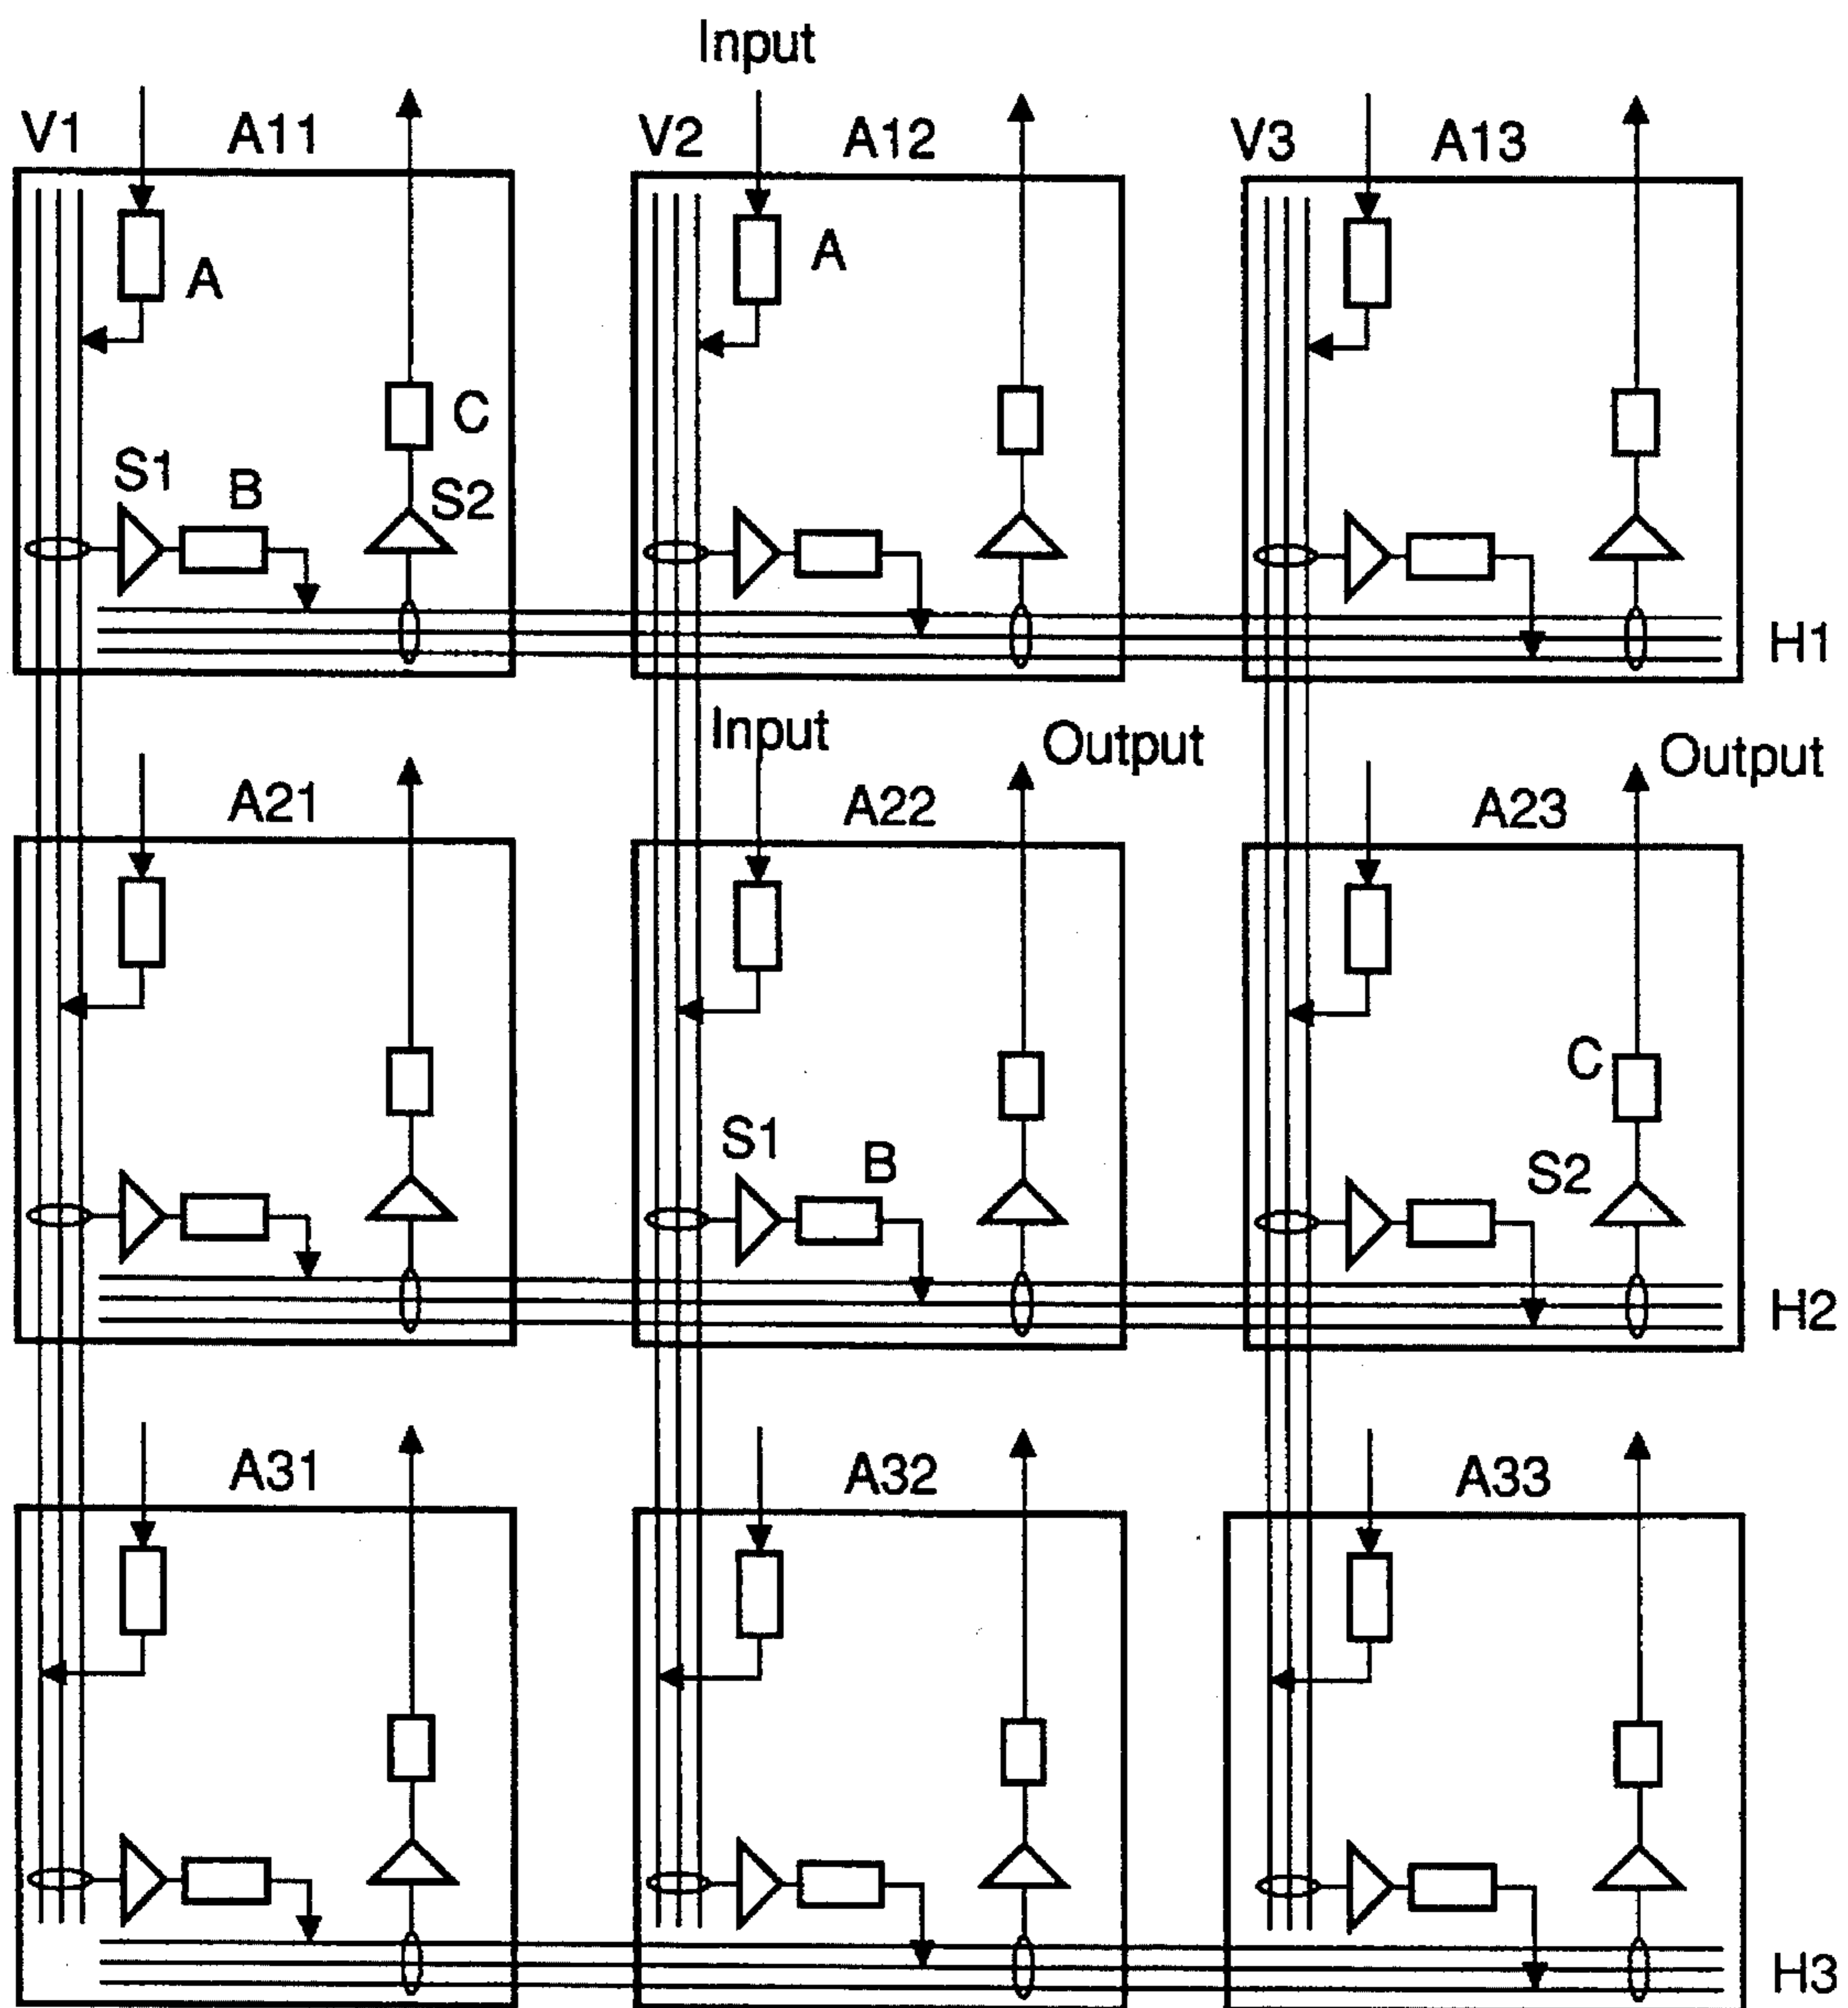 Input
V1 A11 V2 A12 V3 A13
A A
C
S1 B S2
H1
Input Output Output
A21 A22 A23
C
S1 B S2
H2
A31 A32 A33
H3